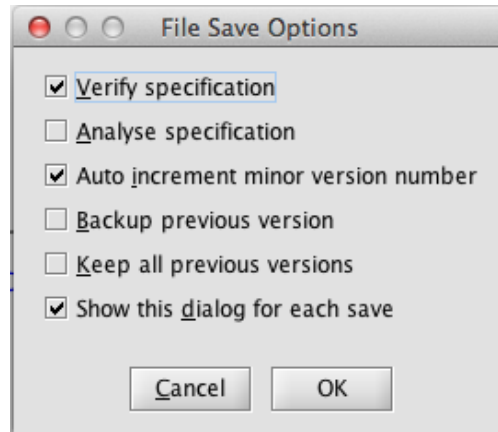 File Save Options
Verify specification
Analyse specification
Auto increment minor version number
Backup previous version
Keep all previous versions
Show this dialog for each save
Cancel OK